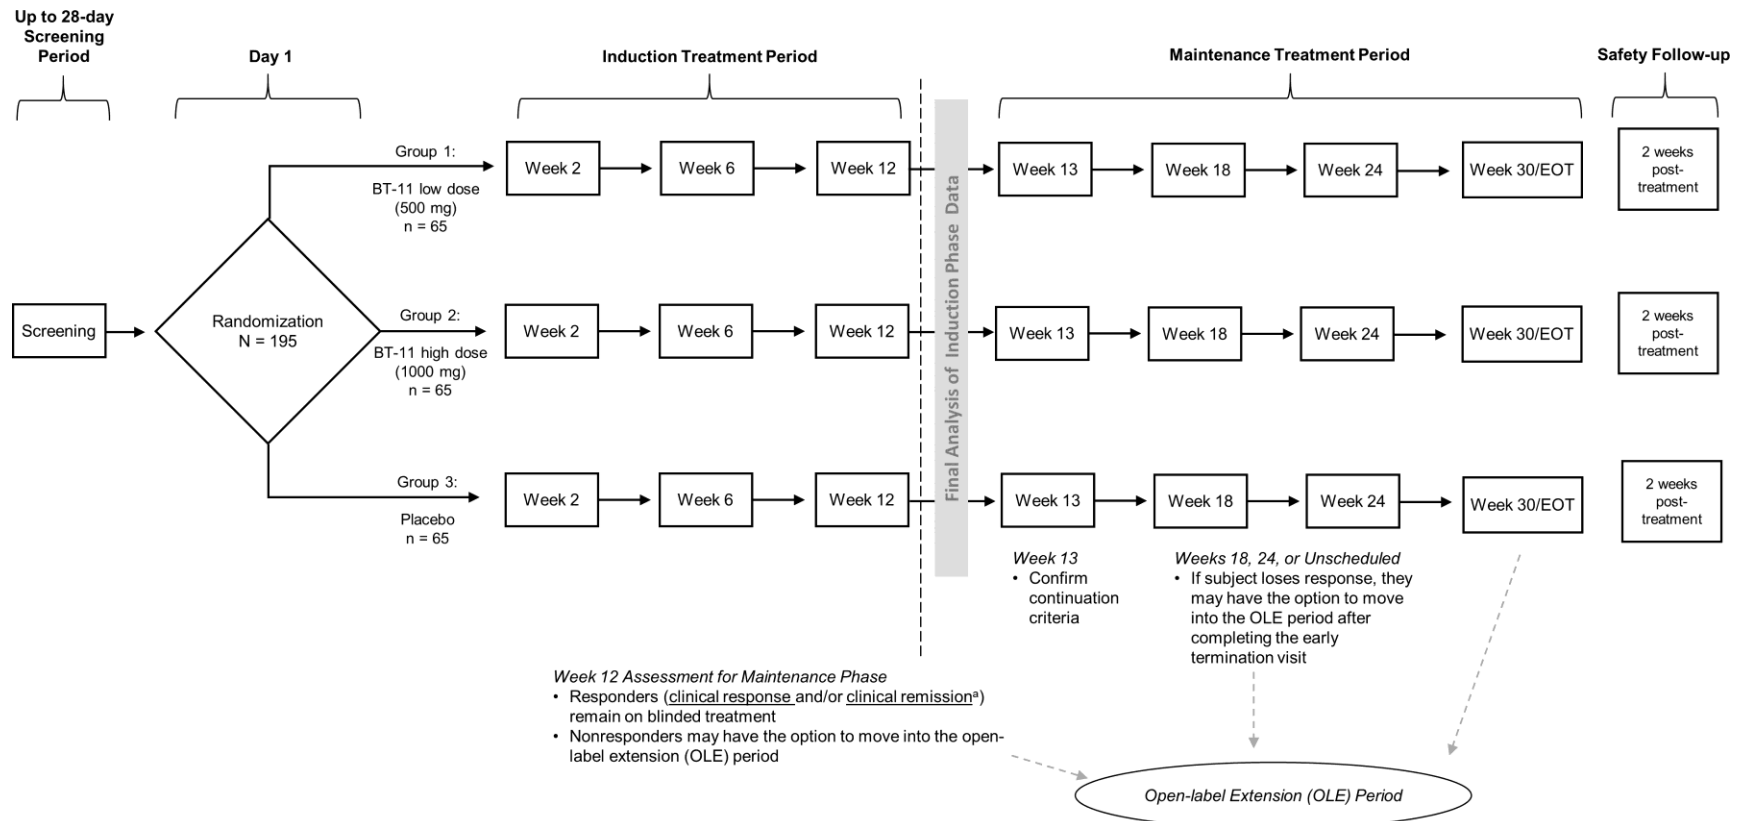 Up to 28-day
Screening
Period
Day 1
Induction Treatment Period
Maintenance Treatment Period
Safety Follow-up
Group 1:
BT-11 low dose
(500 mg)
n = 65
Week 2
Week 6
Week 12
Week 13
Week 18
Week 24
Week 30/EOT
2 weeks
post-
treatment
Screening
Randomization
N = 195
Group 2:
BT-11 high dose
(1000 mg)
n = 65
Week 2
Week 6
Week 12
Final Analysis of Induction Phase Data
Week 13
Week 18
Week 24
Week 30/EOT
2 weeks
post-
treatment
Group 3:
Placebo
n = 65
Week 2
Week 6
Week 12
Week 13
Week 18
Week 24
Week 30/EOT
2 weeks
post-
treatment
Week 13
• Confirm
continuation
criteria
Weeks 18, 24, or Unscheduled
• If subject loses response, they
may have the option to move
into the OLE period after
completing the early
termination visit
Week 12 Assessment for Maintenance Phase
• Responders (clinical response and/or clinical remissionᵃ)
remain on blinded treatment
• Nonresponders may have the option to move into the open-
label extension (OLE) period
Open-label Extension (OLE) Period